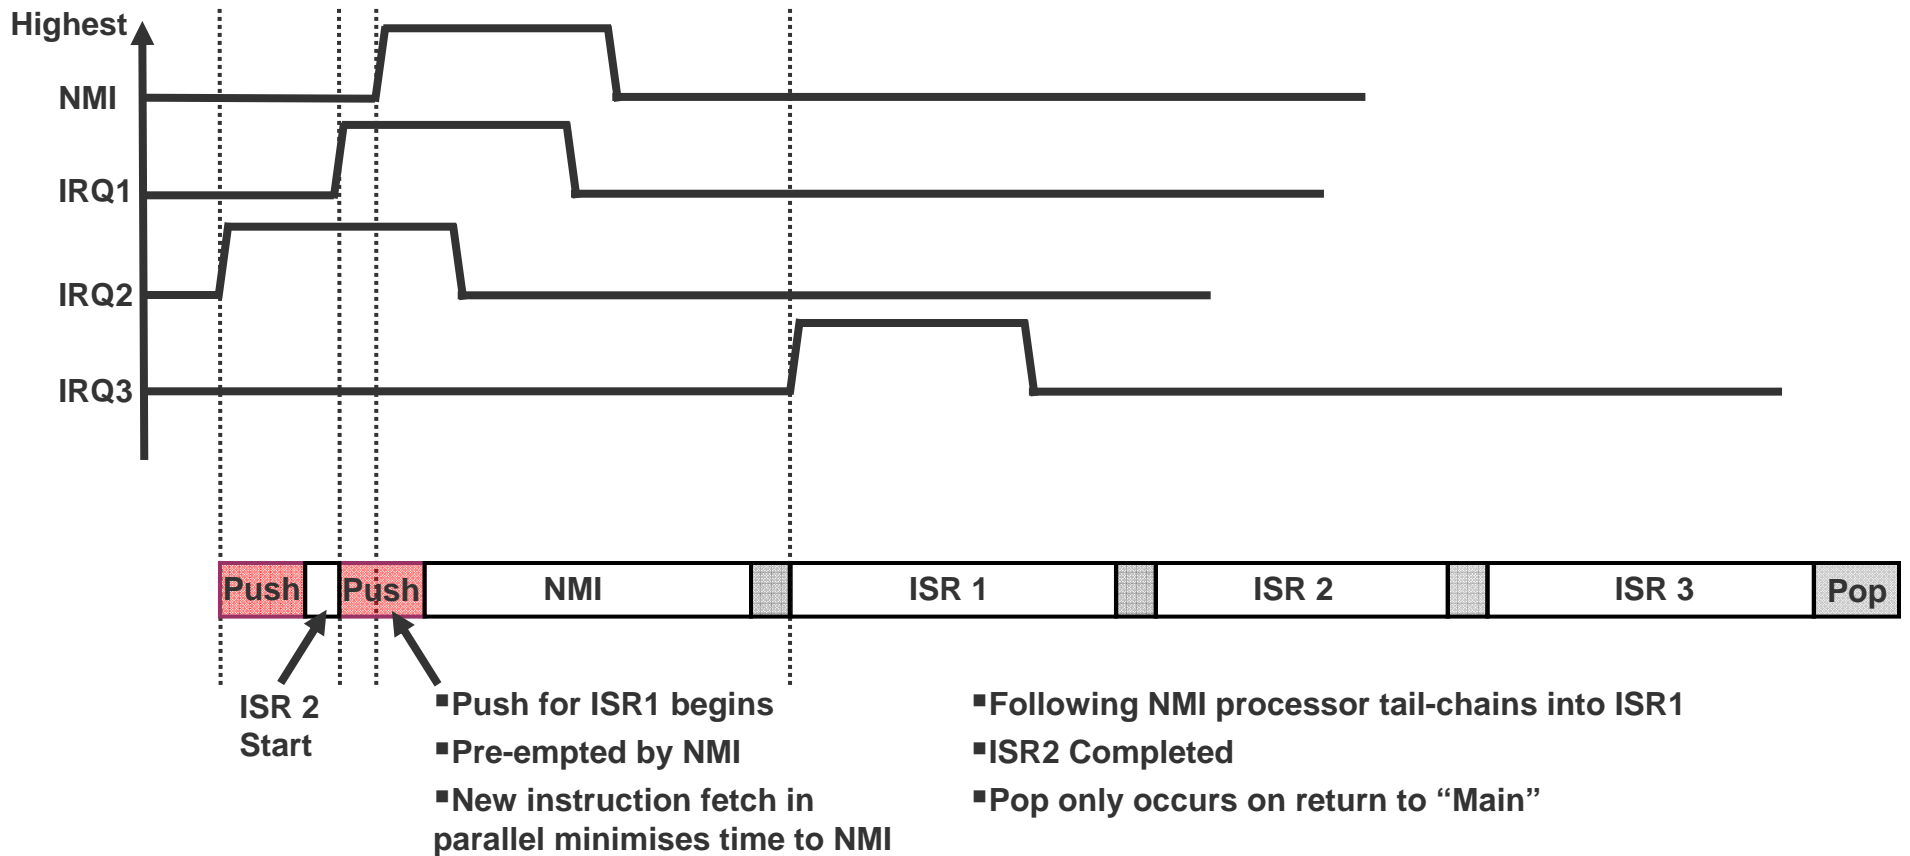 Highest
NMI
IRQ1
IRQ2
IRQ3
Push
Push
NMI
ISR 1
ISR 2
ISR 3
Pop
ISR 2
Start
▪Push for ISR1 begins
▪Pre-empted by NMI
▪New instruction fetch in
parallel minimises time to NMI
▪Following NMI processor tail-chains into ISR1
▪ISR2 Completed
▪Pop only occurs on return to “Main”